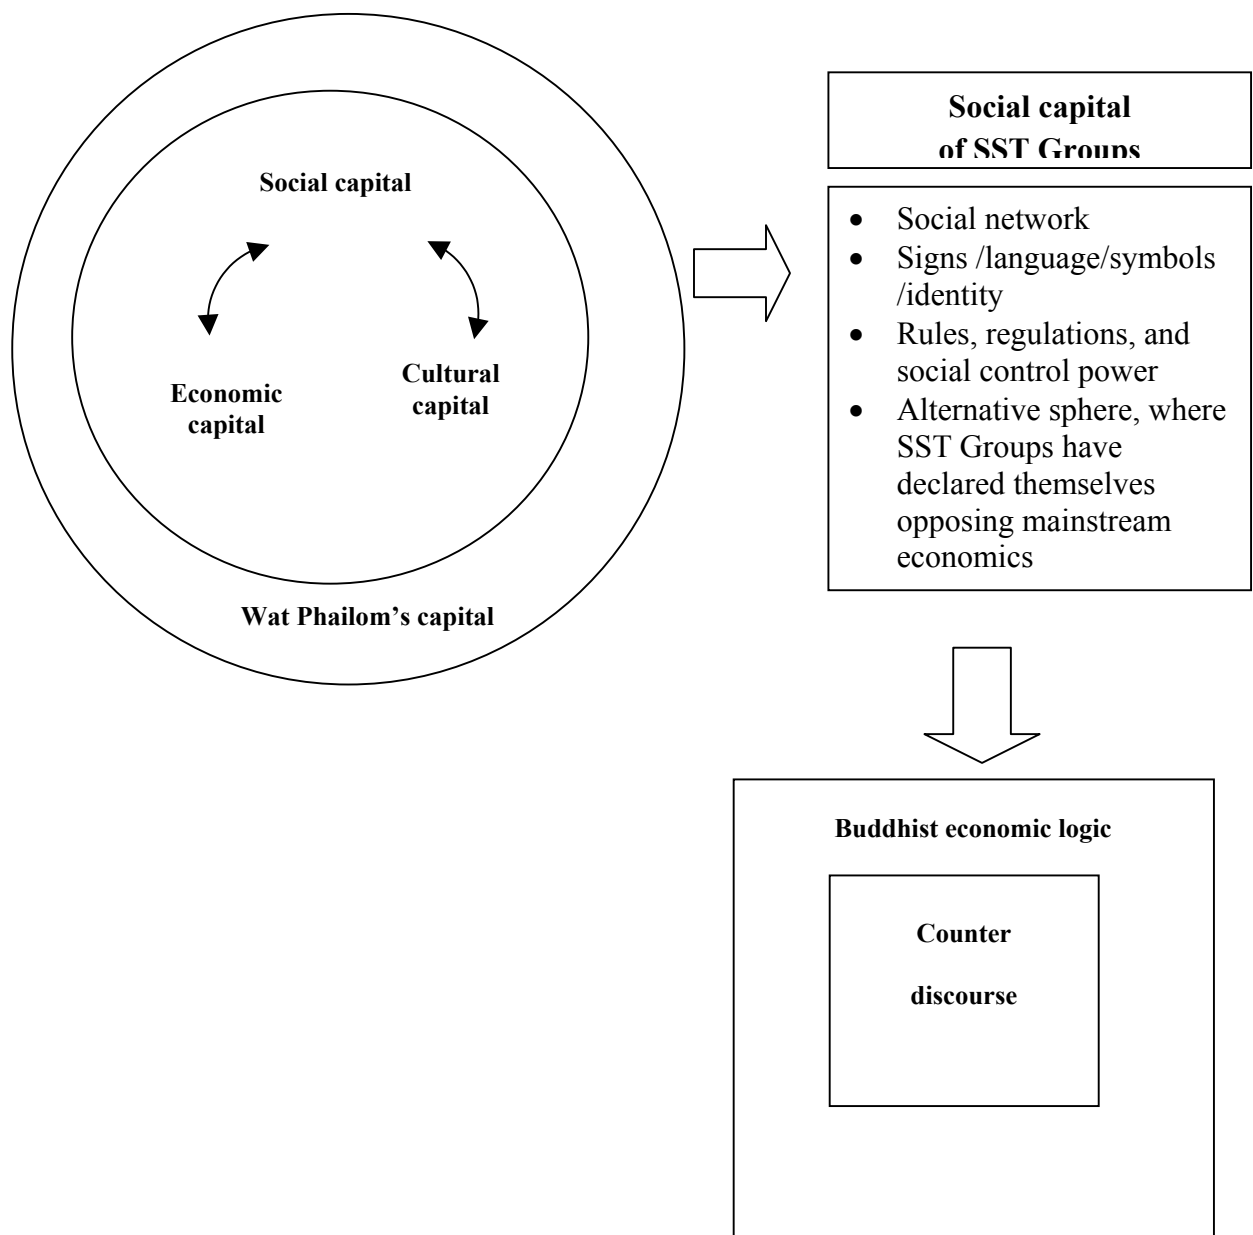 Social capital
Economic
capital
Cultural
capital
Wat Phailom’s capital
Social capital
of SST Groups
• Social network
• Signs /language/symbols
/identity
• Rules, regulations, and
social control power
• Alternative sphere, where
SST Groups have
declared themselves
opposing mainstream
economics
Buddhist economic logic
Counter
discourse